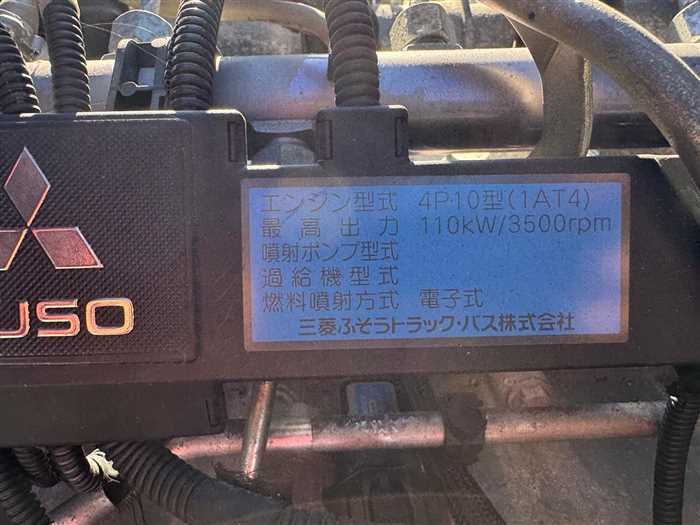 USO
エンジン型式 4P10型(1AT4)
最高出力 110kW/3500rpm
噴射ポンプ型式
過給機型式
燃料噴射方式 電子式
三菱ふそうトラック・バス株式会社